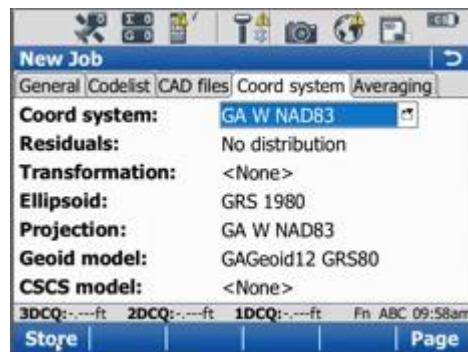 New Job
General Codelist CAD files Coord system Averaging
Coord system: GA W NAD83
Residuals: No distribution
Transformation: <None>
Ellipsoid: GRS 1980
Projection: GA W NAD83
Geoid model: GAGeoid12 GRS80
CSCS model: <None>
3DCQ:-.---ft 2DCQ:-.---ft 1DCQ:-.---ft Fn ABC 09:58am
Store Page